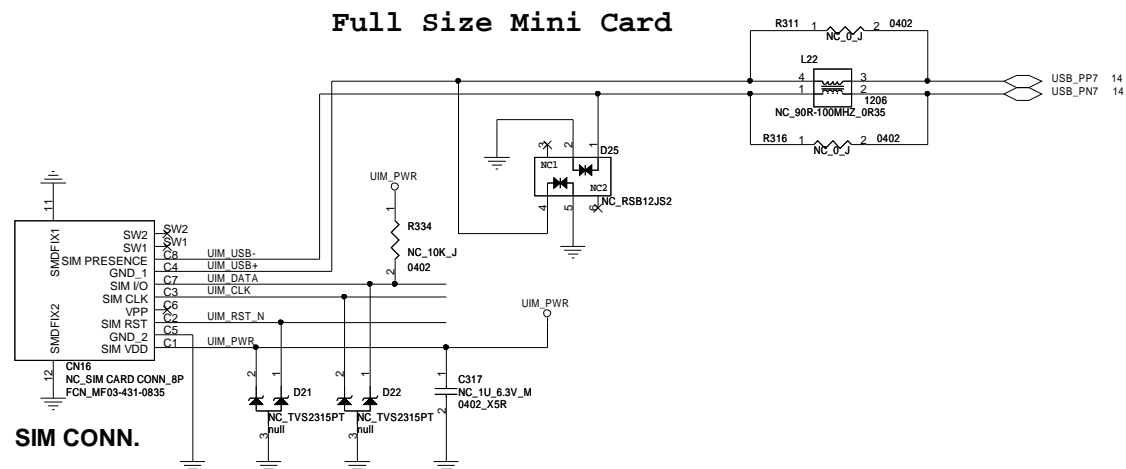 Full Size Mini Card
R311 1 2 0402
NC_0_J
L22
4 3
1 2
1206
NC_90R-100MHZ_0R35
USB_PP7 14
USB_PN7 14
R316 1 2 0402
NC_0_J
3 2 1 D25
NC1
NC2
4 5 6 NC_RSB12JS2
UIM_PWR
1
R334
NC_10K_J
2 0402
11
SMDFIX1
SW2 SW2
SW1 SW1
SIM PRESENCE C8 UIM_USB-
GND_1 C4 UIM_USB+
SIM I/O C7 UIM_DATA
SIM CLK C3 UIM_CLK
VPP C6
SIM RST C2 UIM_RST_N
GND_2 C5
SIM VDD C1 UIM_PWR
SMDFIX2
12
UIM_PWR
CN16
NC_SIM CARD CONN_8P
FCN_MF03-431-0835
2 1 D21
NC_TVS2315PT
3 null
2 1 D22
NC_TVS2315PT
3 null
1 C317
NC_1U_6.3V_M
2 0402_X5R
SIM CONN.